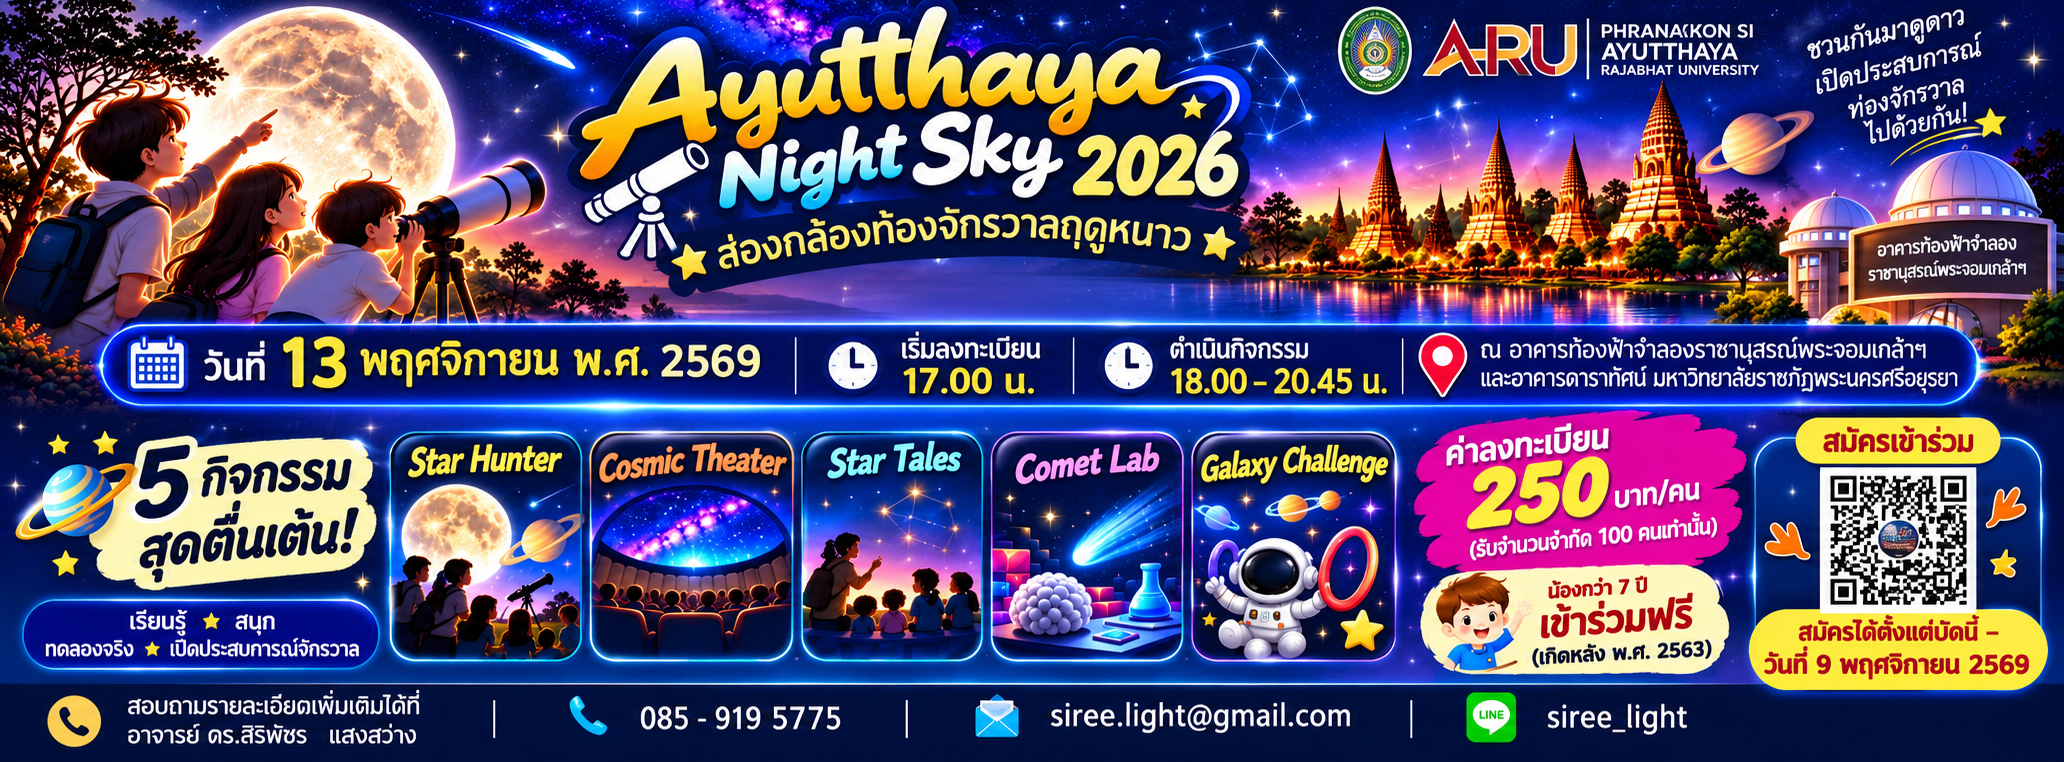 Ayutthaya
Night Sky 2026
ส่องกล้องท้องจักรวาลฤดูหนาว
ARU
PHRANAKKON SI
AYUTTHAYA
RAJABHAT UNIVERSITY
ชวนกันมาดูดาว
เปิดประสบการณ์
ท่องจักรวาล
ไปด้วยกัน!
อาคารท้องฟ้าจำลอง
ราชานุสรณ์พระจอมเกล้าฯ
วันที่ 13 พฤศจิกายน พ.ศ. 2569
เริ่มลงทะเบียน
17.00 น.
ดำเนินกิจกรรม
18.00 - 20.45 น.
ณ อาคารท้องฟ้าจำลองราชานุสรณ์พระจอมเกล้าฯ
และอาคารดาราทัศน์ มหาวิทยาลัยราชภัฏพระนครศรีอยุธยา
5 กิจกรรม
สุดตื่นเต้น!
เรียนรู้ สนุก
ทดลองจริง เปิดประสบการณ์จักรวาล
Star Hunter
Cosmic Theater
Star Tales
Comet Lab
Galaxy Challenge
ค่าลงทะเบียน
250 บาท/คน
(รับจำนวนจำกัด 100 คนเท่านั้น)
น้องกว่า 7 ปี
เข้าร่วมฟรี
(เกิดหลัง พ.ศ. 2563)
สมัครเข้าร่วม
สมัครได้ตั้งแต่บัดนี้ -
วันที่ 9 พฤศจิกายน 2569
สอบถามรายละเอียดเพิ่มเติมได้ที่
อาจารย์ ดร.สิริพัชร แสงสว่าง
085 - 919 5775
siree.light@gmail.com
LINE
siree_light